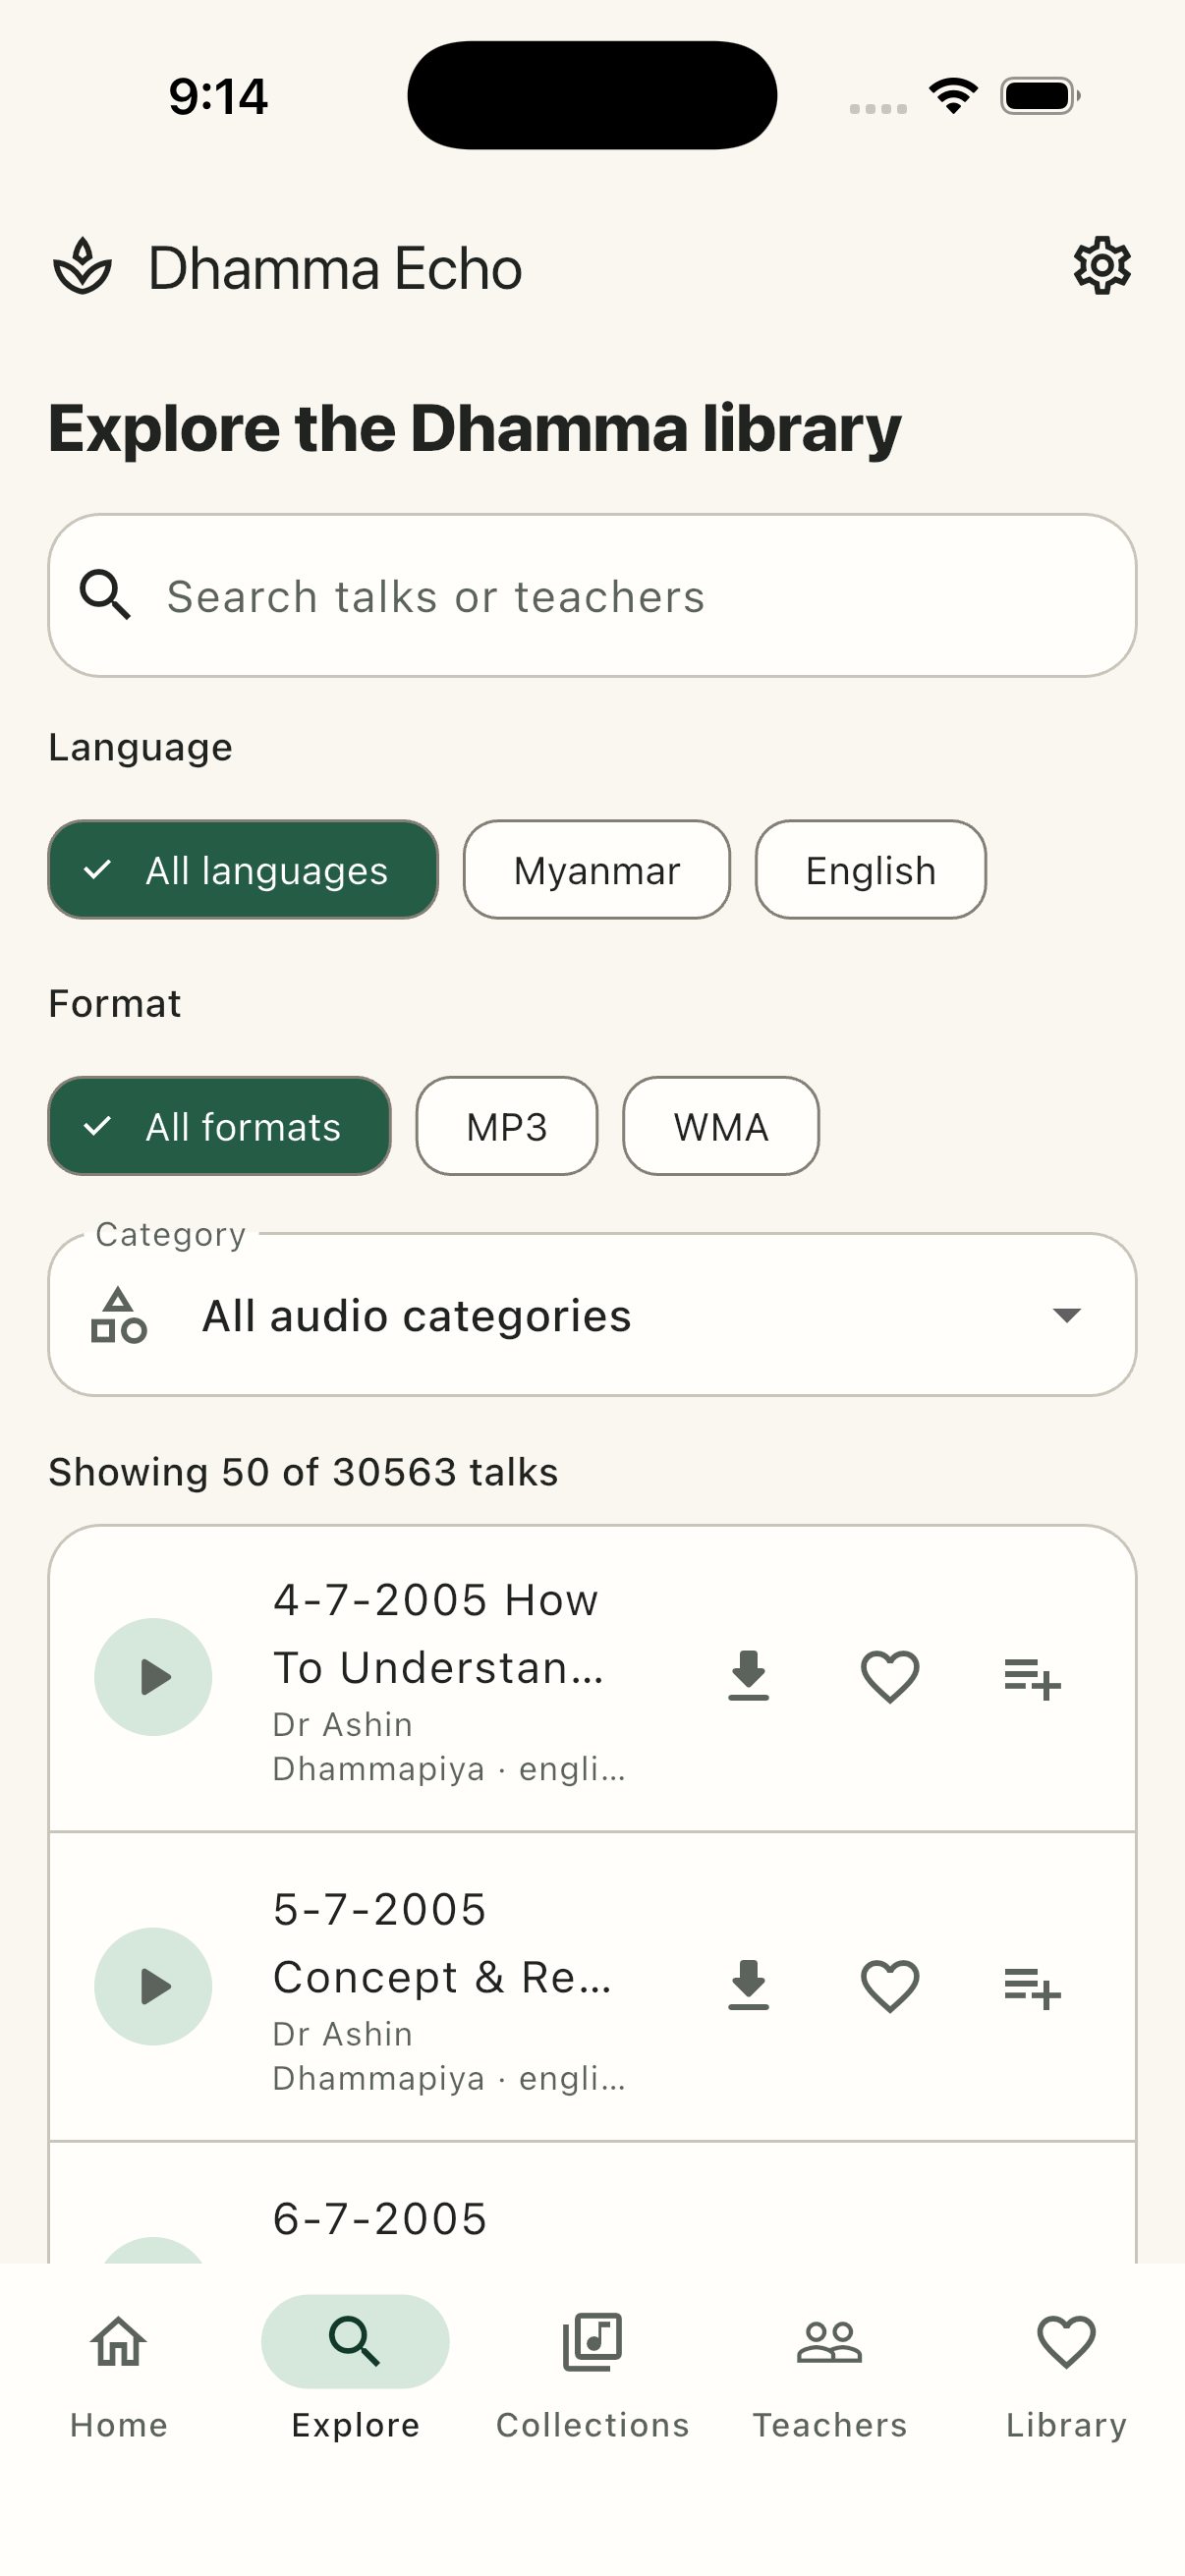 9:14
Dhamma Echo
Explore the Dhamma library
Search talks or teachers
Language
All languages
Myanmar
English
Format
All formats
MP3
WMA
Category
All audio categories
Showing 50 of 30563 talks
4-7-2005 How
To Understan...
Dr Ashin
Dhammapiya · engli...
5-7-2005
Concept & Re...
Dr Ashin
Dhammapiya · engli...
6-7-2005
Home
Explore
Collections
Teachers
Library